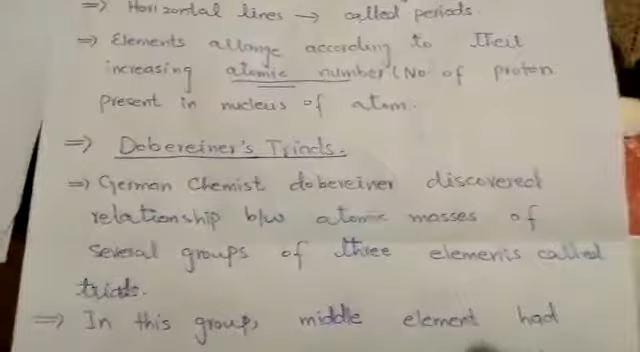 ⇒ Horizontal lines → called periods.
⇒ Elements allange according to their
increasing atomic number (No of proton
present in nucleus of atom.
⇒ Dobereiner's Triads.
⇒ German Chemist dobereiner discovered
relationship b/w atomic masses of
several groups of three elements called
triads.
⇒ In this group, middle element had